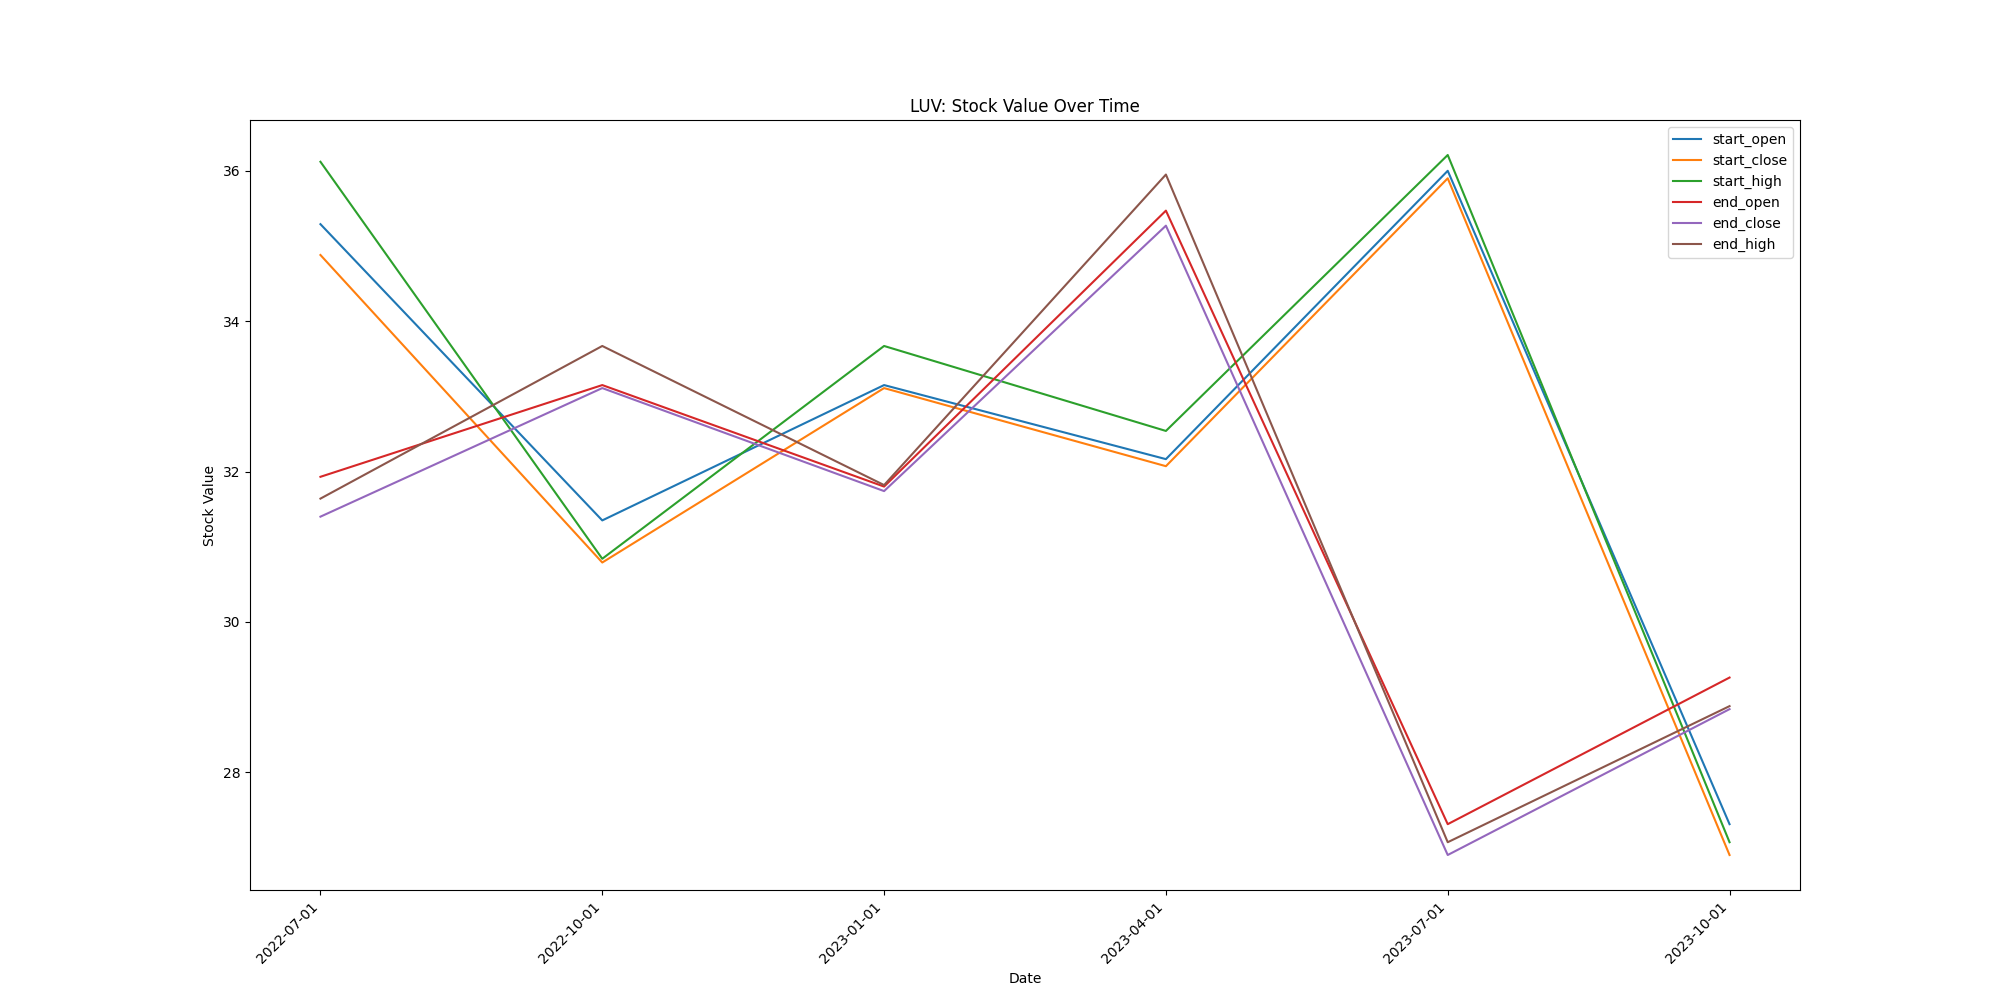 LUV: Stock Value Over Time
start_open
start_close
start_high
end_open
end_close
end_high
36
34
32
30
28
Stock Value
2022-07-01
2022-10-01
2023-01-01
2023-04-01
2023-07-01
2023-10-01
Date